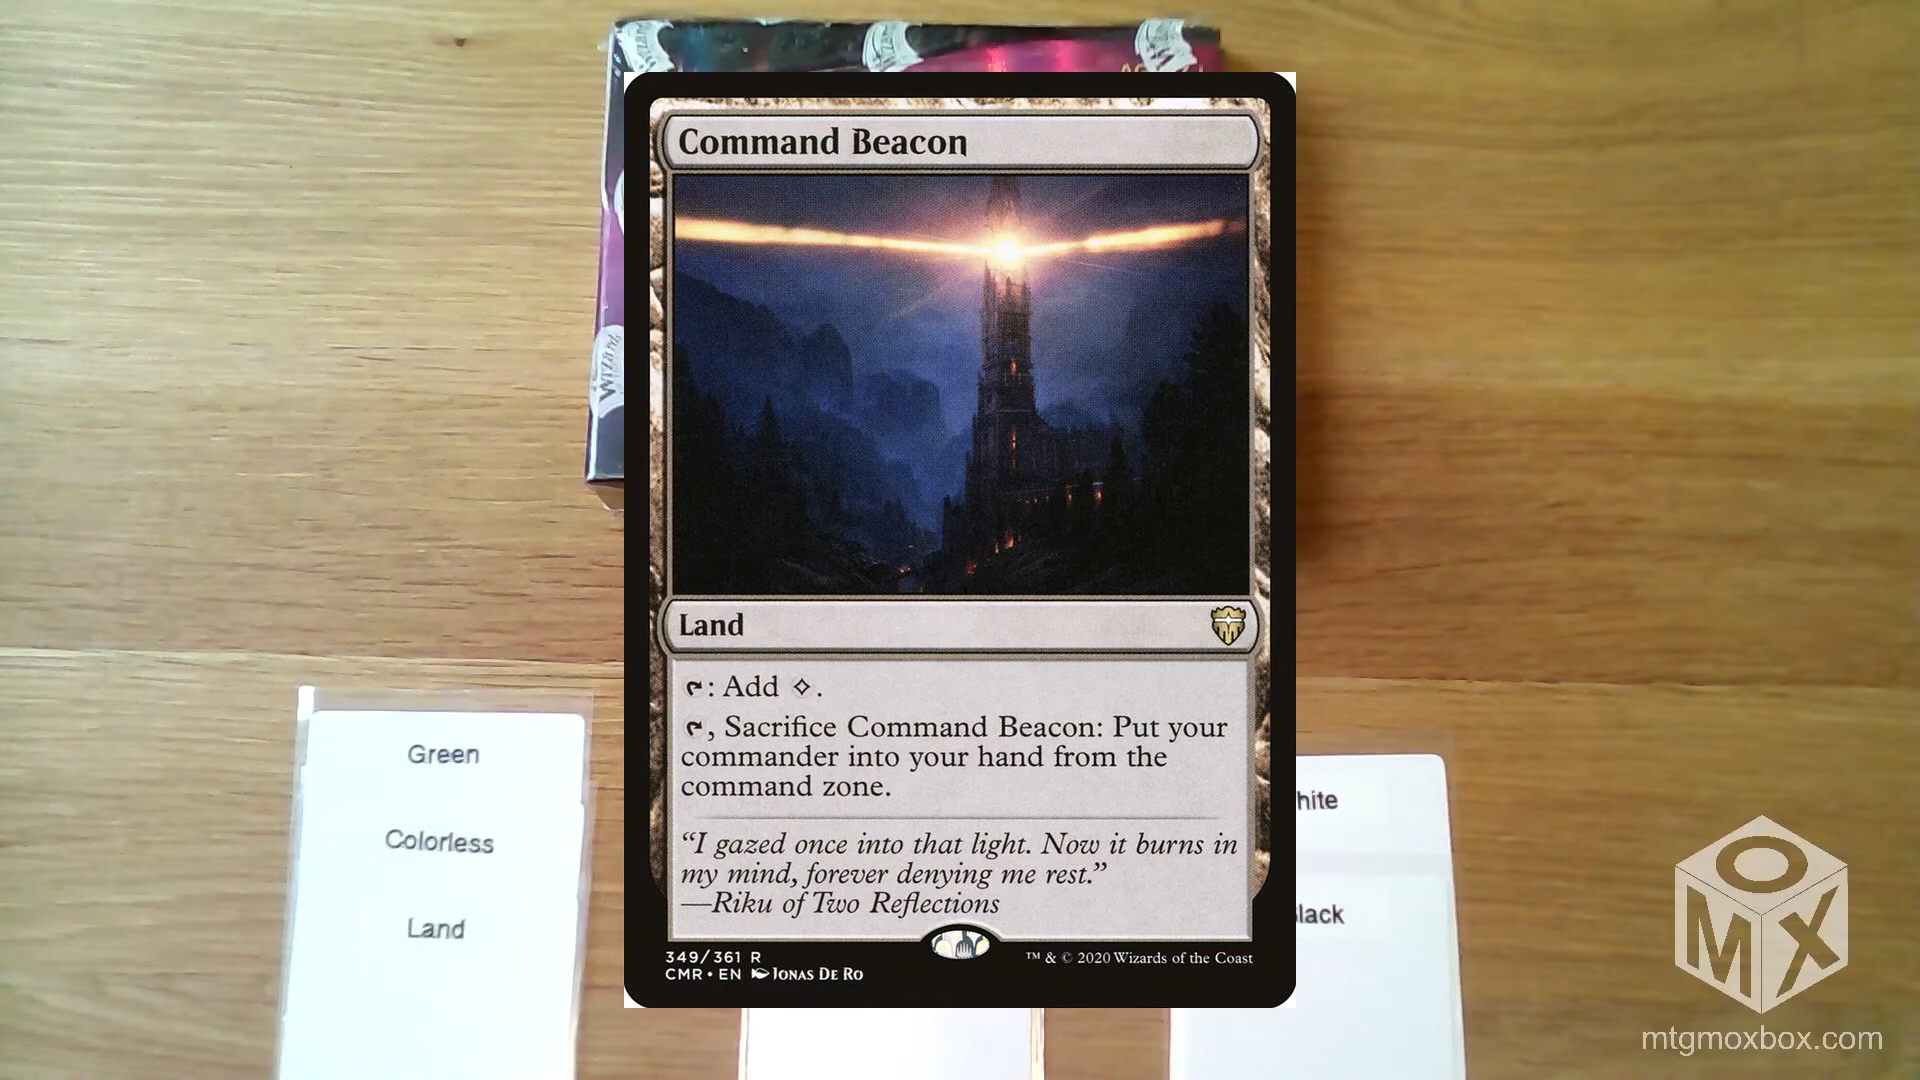 Command Beacon
Land
: Add .
, Sacrifice Command Beacon: Put your
commander into your hand from the
command zone.
“I gazed once into that light. Now it burns in
my mind, forever denying me rest.”
—Riku of Two Reflections
349/361 R
CMR • EN Jonas De Ro
™ & © 2020 Wizards of the Coast
Green
Colorless
Land
hite
lack
MOX
mtgmoxbox.com